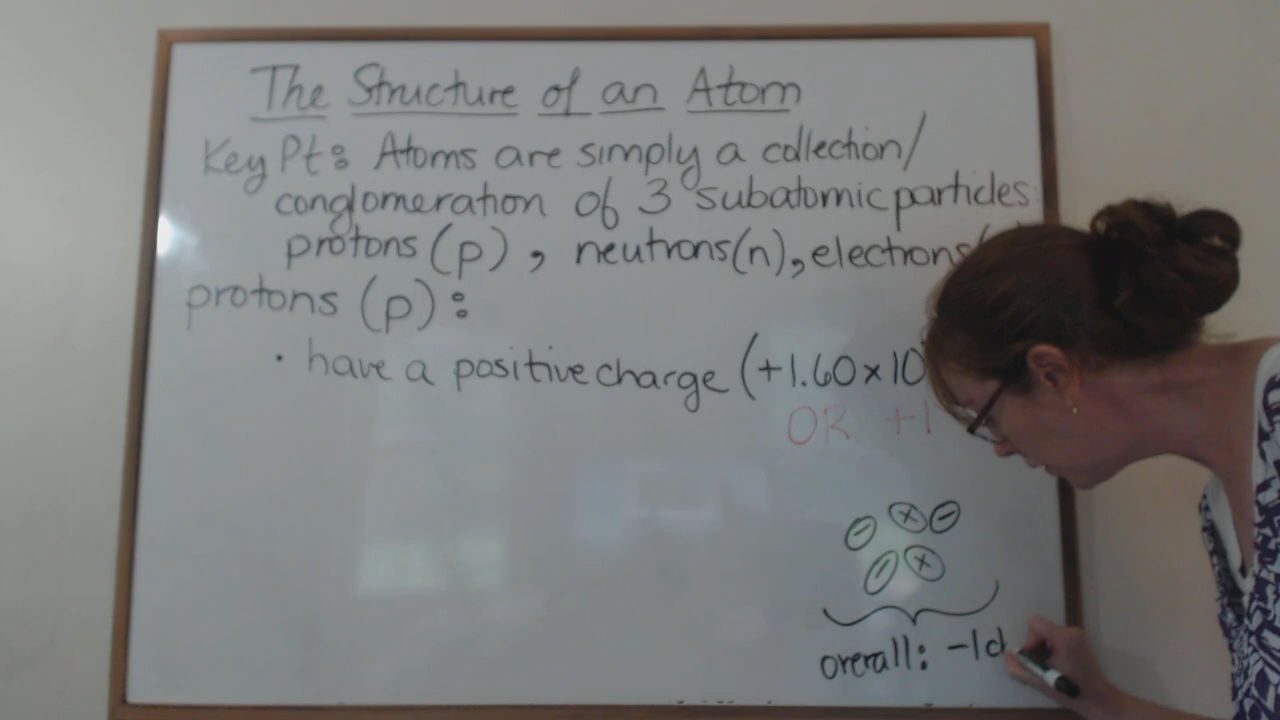 The Structure of an Atom
Key Pt: Atoms are simply a collection/
conglomeration of 3 subatomic particles:
protons (p), neutrons (n), electrons(
protons (p):
• have a positive charge (+1.60×10
OR +1
− + −
− +
overall: -1 ch